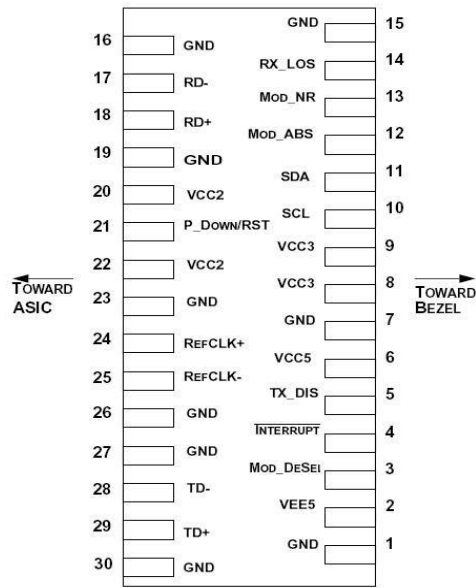 16 GND
17 RD-
18 RD+
19 GND
20 VCC2
21 P_DOWN/RST
22 VCC2
23 GND
24 REFCLK+
25 REFCLK-
26 GND
27 GND
28 TD-
29 TD+
30 GND
TOWARD
ASIC
GND 15
RX_LOS 14
MOD_NR 13
MOD_ABS 12
SDA 11
SCL 10
VCC3 9
VCC3 8
GND 7
VCC5 6
TX_DIS 5
INTERRUPT 4
MOD_DESEL 3
VEE5 2
GND 1
TOWARD
BEZEL